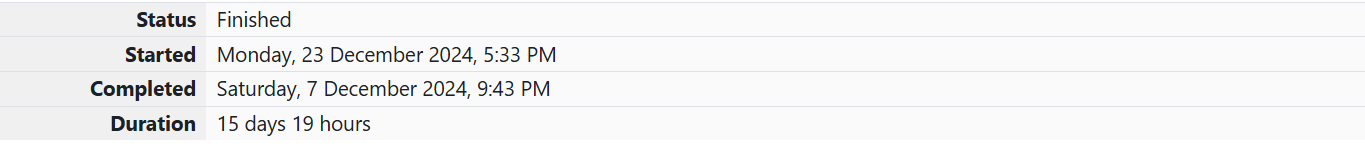 Status Finished
Started Monday, 23 December 2024, 5:33 PM
Completed Saturday, 7 December 2024, 9:43 PM
Duration 15 days 19 hours